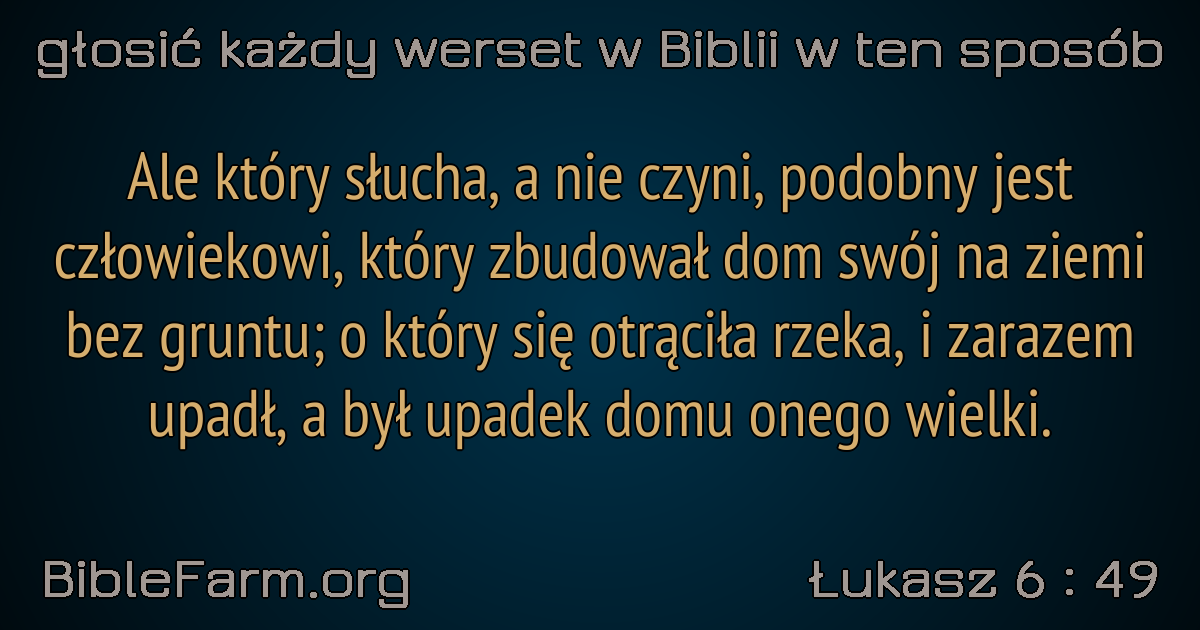 głosić każdy werset w Biblii w ten sposób
Ale który słucha, a nie czyni, podobny jest
człowiekowi, który zbudował dom swój na ziemi
bez gruntu; o który się otrąciła rzeka, i zarazem
upadł, a był upadek domu onego wielki.
BibleFarm.org
Łukasz 6 : 49